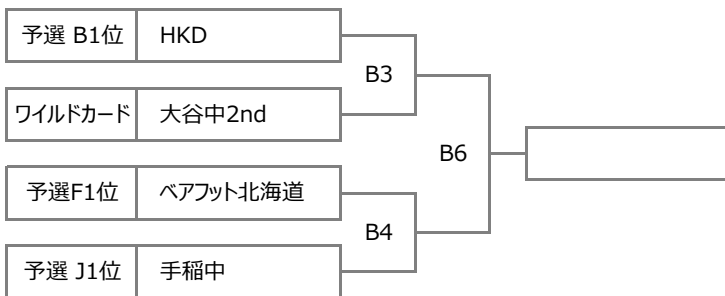 予選 B1位 HKD
B3
ワイルドカード 大谷中2nd
B6
予選F1位 ベアフット北海道
B4
予選 J1位 手稲中